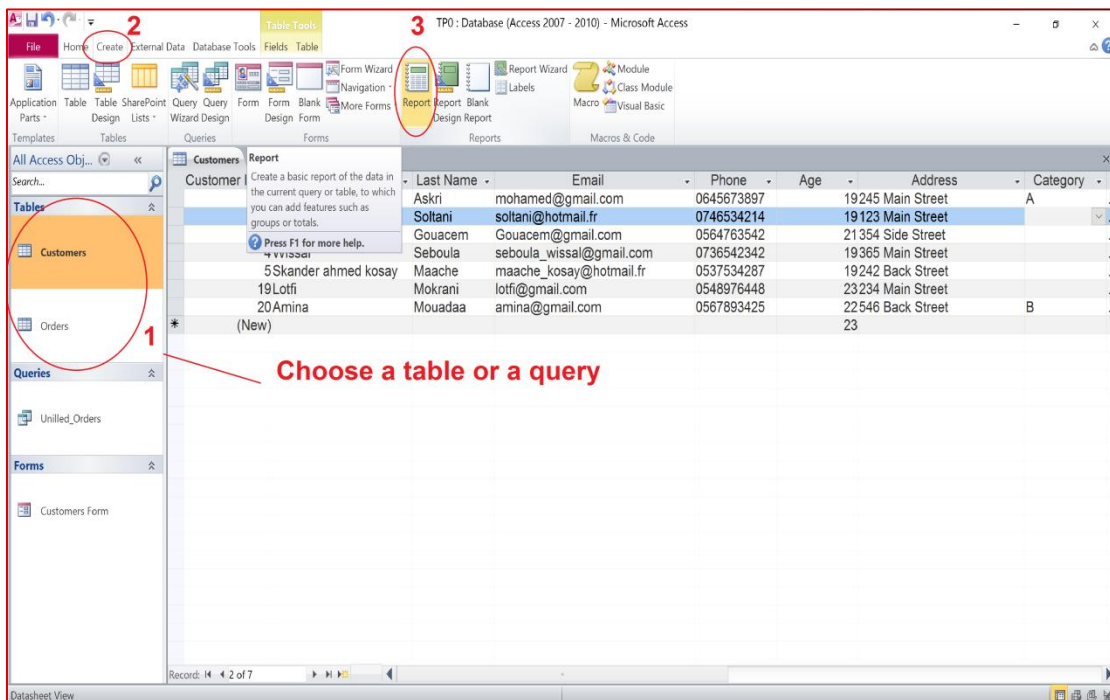 2
3
TP0 : Database (Access 2007 - 2010) - Microsoft Access
Table Tools
File Home Create External Data Database Tools Fields Table
Application Parts
Table
Table Design
SharePoint Lists
Query Wizard
Query Design
Form
Form Design
Blank Form
Form Wizard
Navigation
More Forms
Report
Report Design
Blank Report
Report Wizard
Labels
Macro
Module
Class Module
Visual Basic
Templates Tables Queries Forms Reports Macros & Code
All Access Obj... «
Search...
Tables
Customers
Orders
1
Queries
Unilled_Orders
Forms
Customers Form
Customers
Report
Create a basic report of the data in
the current query or table, to which
you can add features such as
groups or totals.
Press F1 for more help.
Customer Last Name Email Phone Age Address Category
Askri mohamed@gmail.com 0645673897 19 245 Main Street A
Soltani soltani@hotmail.fr 0746534214 19 123 Main Street
Gouacem Gouacem@gmail.com 0564763542 21 354 Side Street
4 Wissal Seboula seboula_wissal@gmail.com 0736542342 19 365 Main Street
5 Skander ahmed kosay Maache maache_kosay@hotmail.fr 0537534287 19 242 Back Street
19 Lotfi Mokrani lotfi@gmail.com 0548976448 23 234 Main Street
20 Amina Mouadaa amina@gmail.com 0567893425 22 546 Back Street B
* (New) 23
Choose a table or a query
Record: 2 of 7
Datasheet View